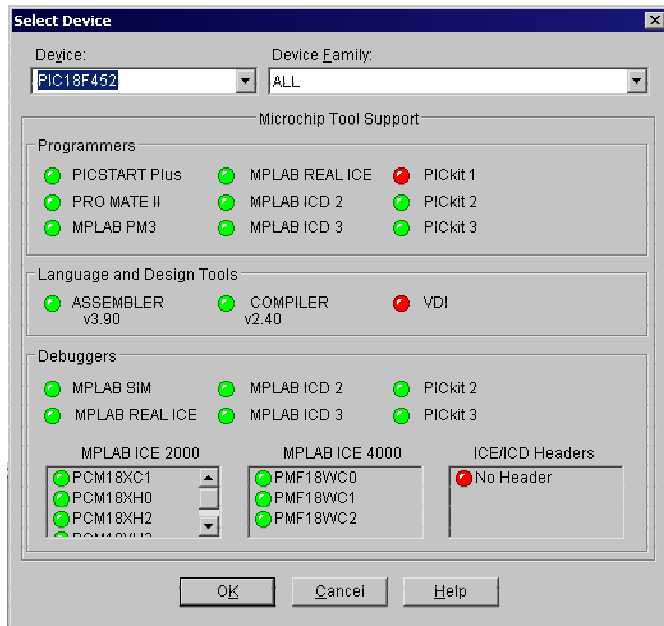 Select Device
Device: Device Family:
PIC18F452 ALL
Microchip Tool Support
Programmers
PICSTART Plus MPLAB REAL ICE PICkit 1
PRO MATE II MPLAB ICD 2 PICkit 2
MPLAB PM3 MPLAB ICD 3 PICkit 3
Language and Design Tools
ASSEMBLER COMPILER VDI
v3.90 v2.40
Debuggers
MPLAB SIM MPLAB ICD 2 PICkit 2
MPLAB REAL ICE MPLAB ICD 3 PICkit 3
MPLAB ICE 2000 MPLAB ICE 4000 ICE/ICD Headers
PCM18XC1 PMF18WC0 No Header
PCM18XH0 PMF18WC1
PCM18XH2 PMF18WC2
OK Cancel Help